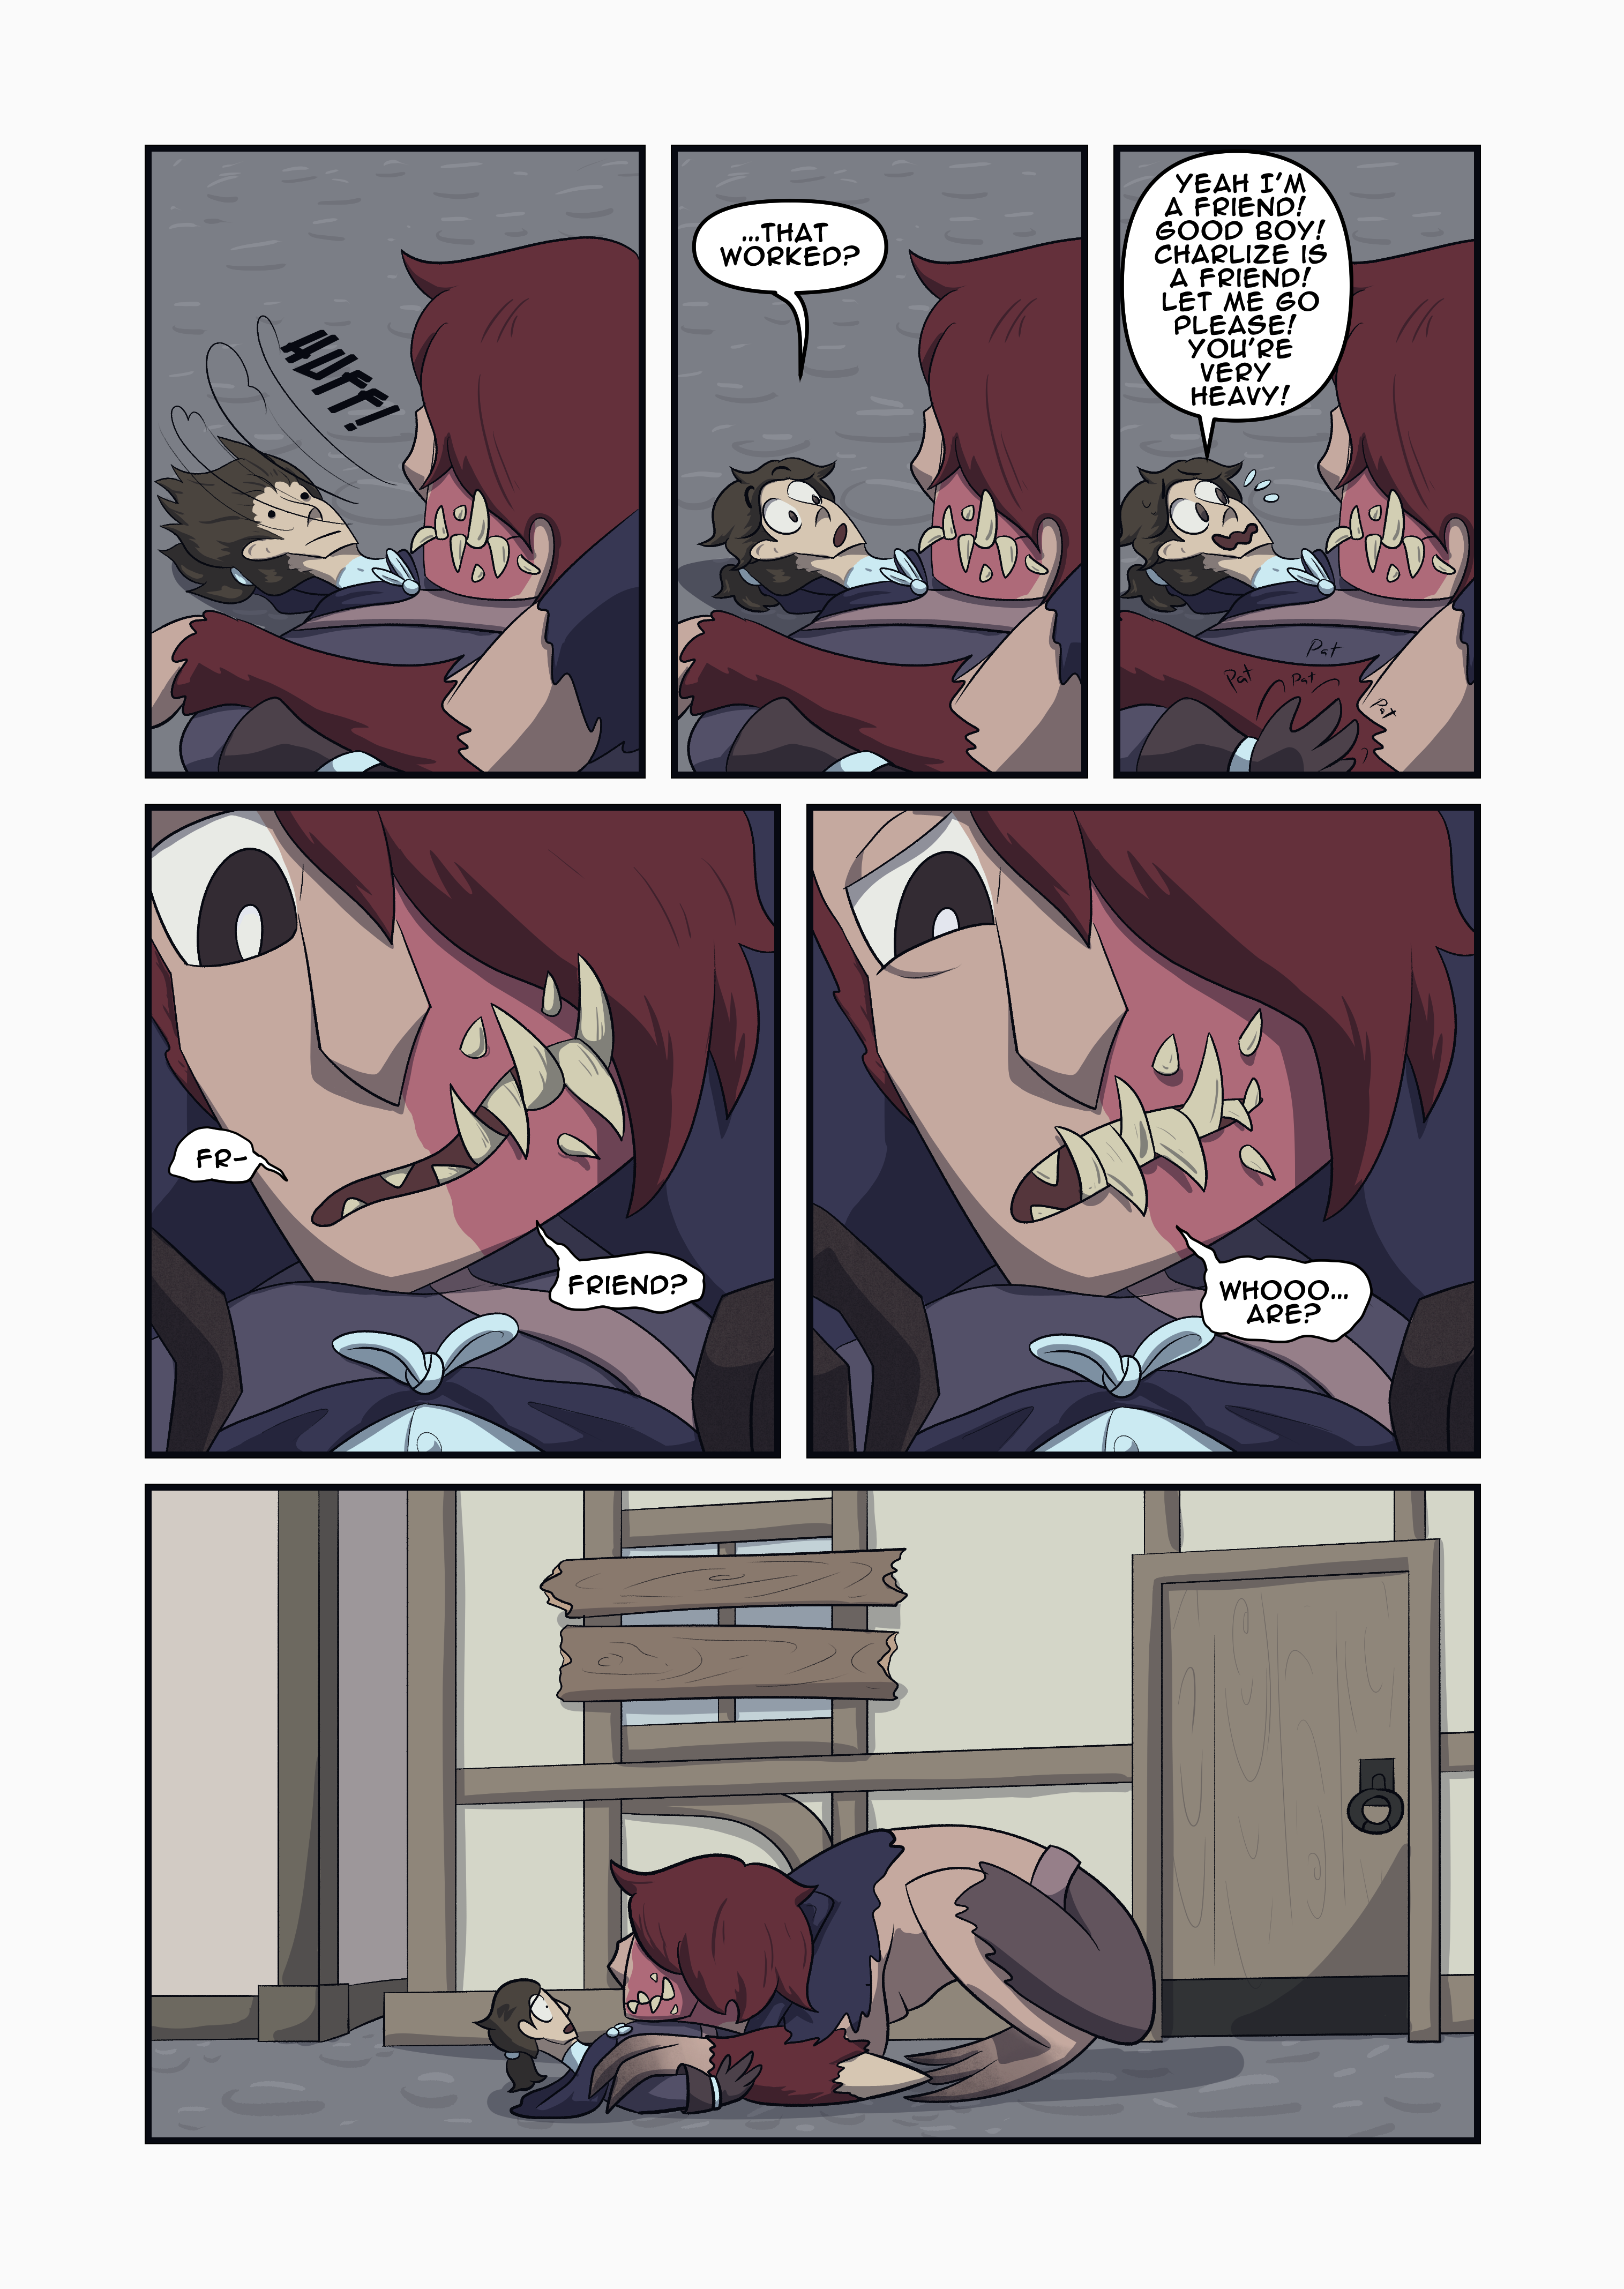 HUFF!
...THAT
WORKED?
YEAH I'M
A FRIEND!
GOOD BOY!
CHARLIZE IS
A FRIEND!
LET ME GO
PLEASE!
YOU'RE
VERY
HEAVY!
Pat
Pat
Pat
Pat
FR-
FRIEND?
WHOOO...
ARE?